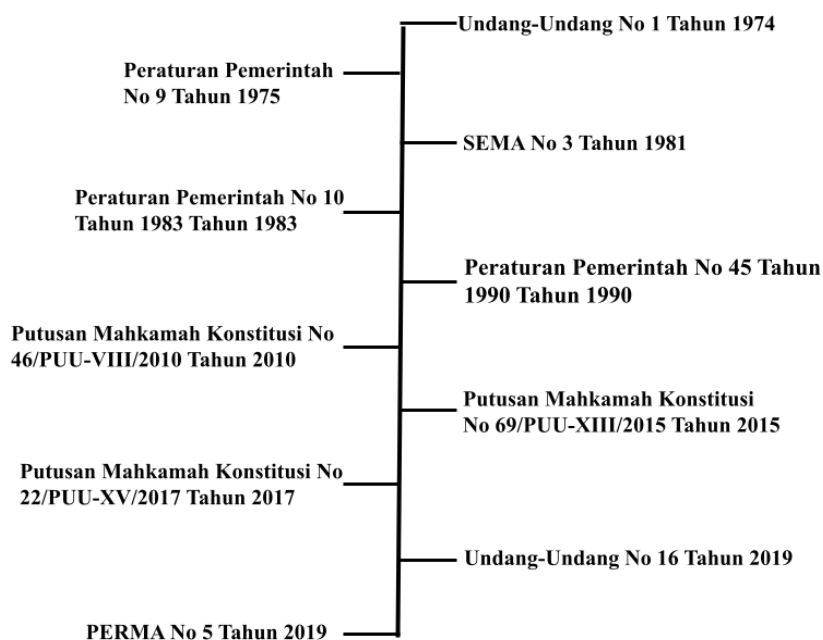 Undang-Undang No 1 Tahun 1974
Peraturan Pemerintah
No 9 Tahun 1975
SEMA No 3 Tahun 1981
Peraturan Pemerintah No 10
Tahun 1983 Tahun 1983
Peraturan Pemerintah No 45 Tahun
1990 Tahun 1990
Putusan Mahkamah Konstitusi No
46/PUU-VIII/2010 Tahun 2010
Putusan Mahkamah Konstitusi
No 69/PUU-XIII/2015 Tahun 2015
Putusan Mahkamah Konstitusi No
22/PUU-XV/2017 Tahun 2017
Undang-Undang No 16 Tahun 2019
PERMA No 5 Tahun 2019